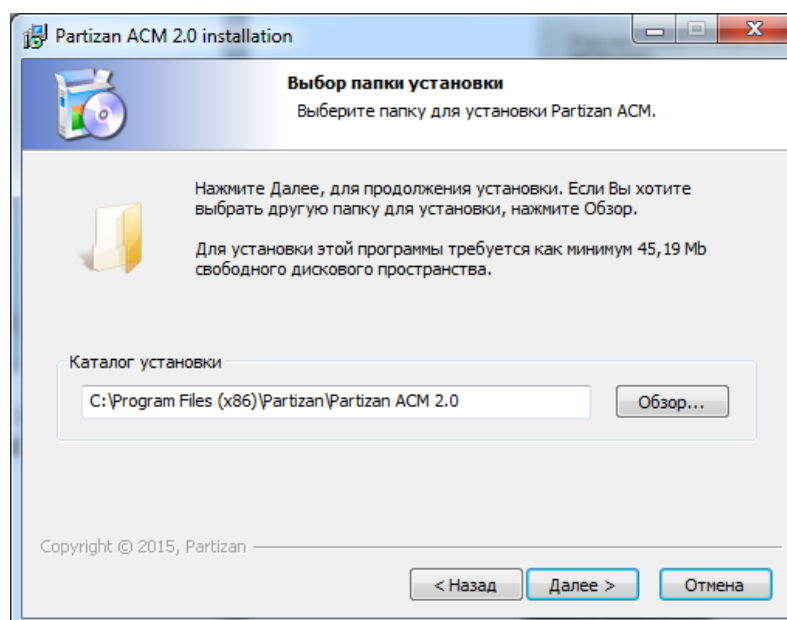 Partizan ACM 2.0 installation
Выбор папки установки
Выберите папку для установки Partizan ACM.
Нажмите Далее, для продолжения установки. Если Вы хотите
выбрать другую папку для установки, нажмите Обзор.
Для установки этой программы требуется как минимум 45,19 Mb
свободного дискового пространства.
Каталог установки
C:\Program Files (x86)\Partizan\Partizan ACM 2.0
Обзор...
Copyright © 2015, Partizan
< Назад
Далее >
Отмена